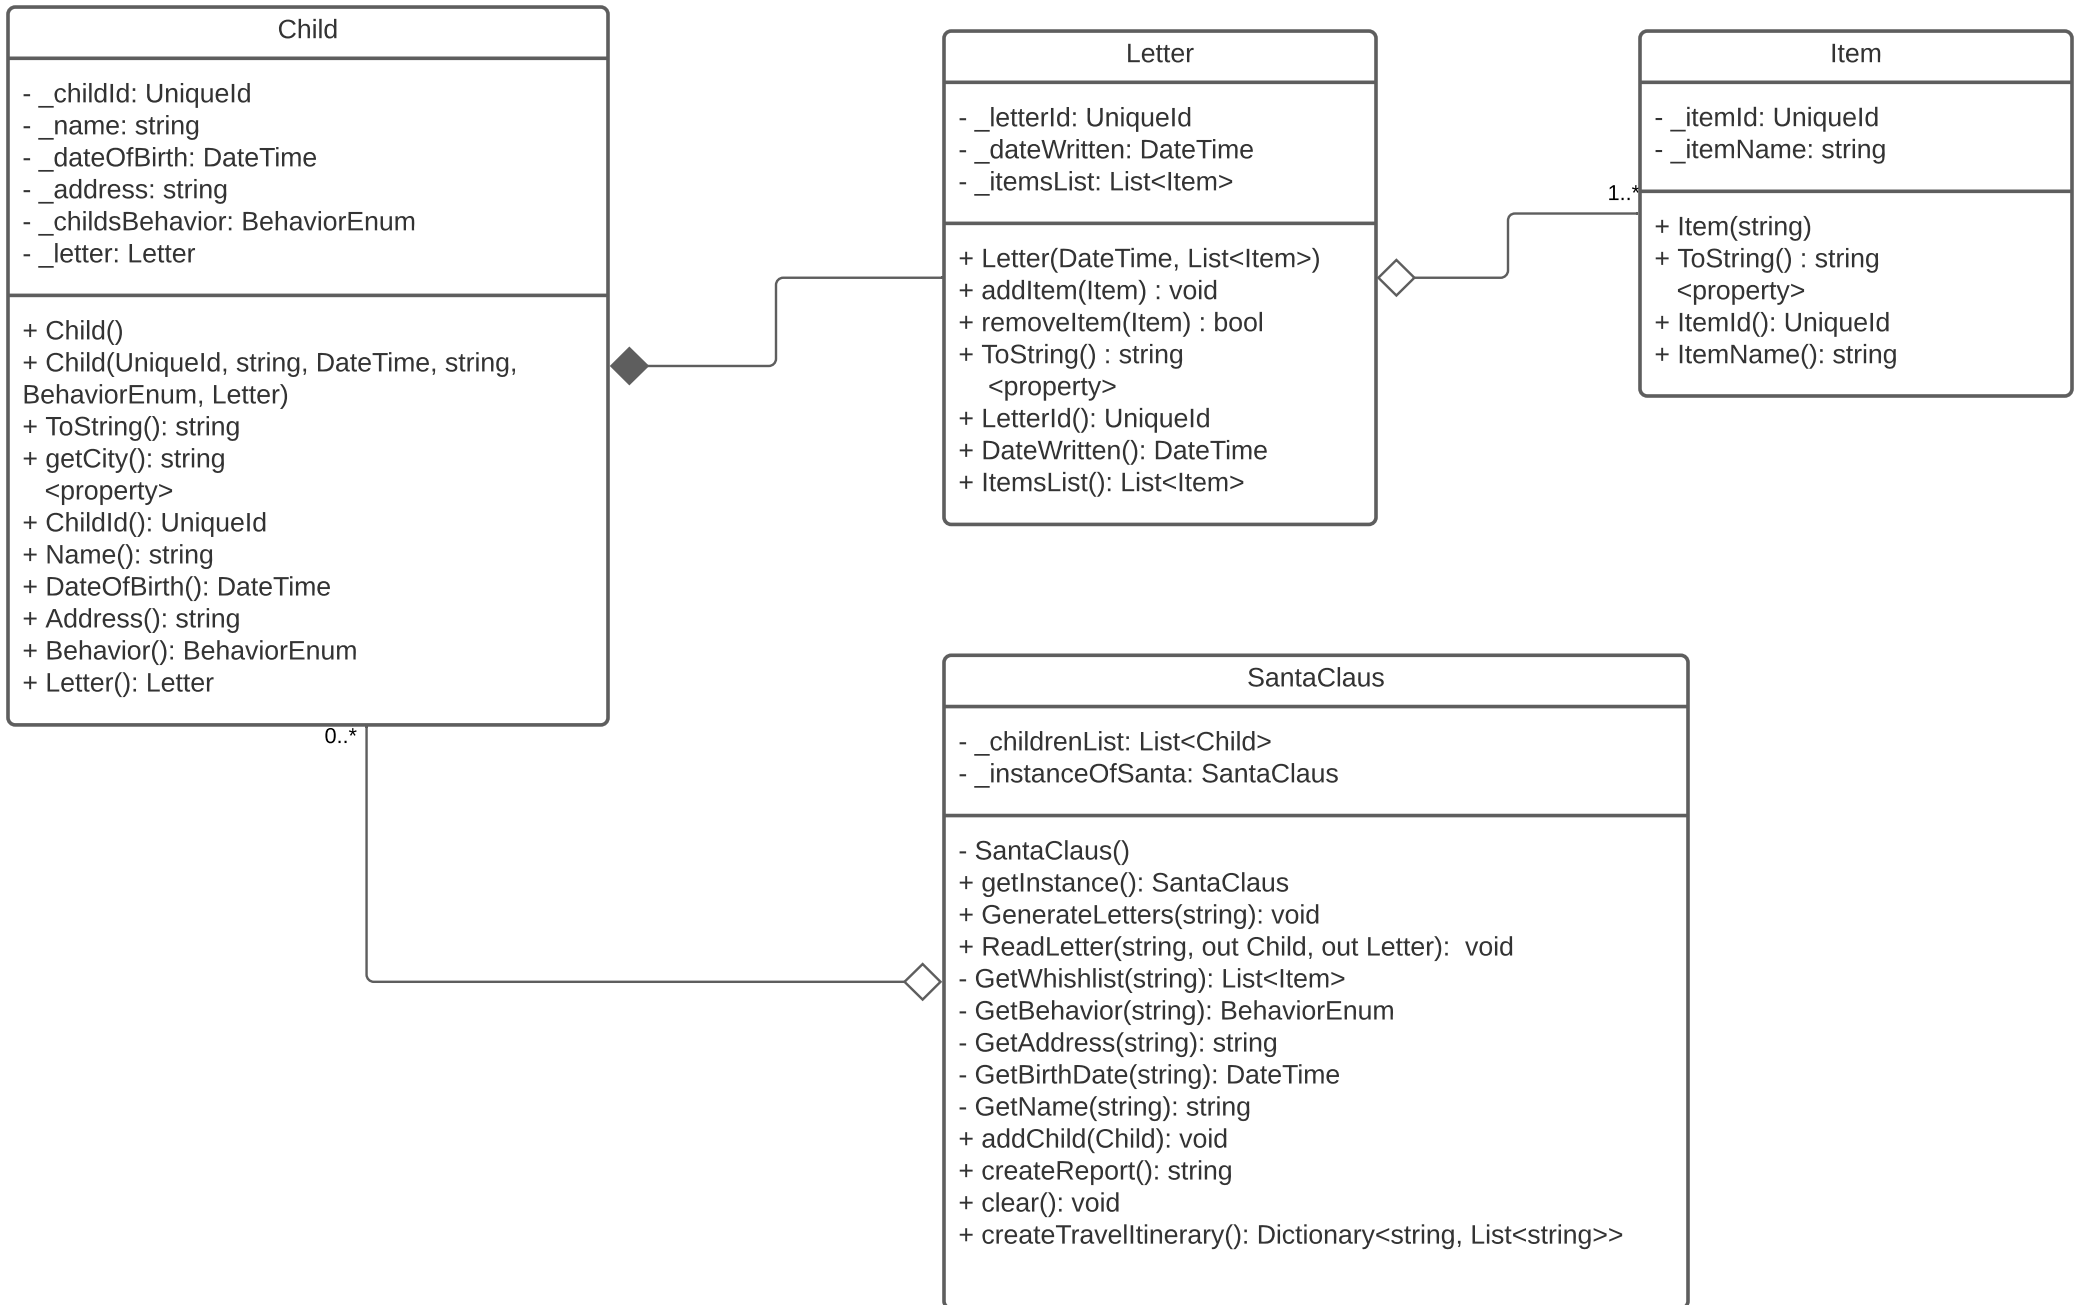 Child
- _childId: UniqueId
- _name: string
- _dateOfBirth: DateTime
- _address: string
- _childsBehavior: BehaviorEnum
- _letter: Letter
+ Child()
+ Child(UniqueId, string, DateTime, string,
BehaviorEnum, Letter)
+ ToString(): string
+ getCity(): string
<property>
+ ChildId(): UniqueId
+ Name(): string
+ DateOfBirth(): DateTime
+ Address(): string
+ Behavior(): BehaviorEnum
+ Letter(): Letter
0..*
Letter
- _letterId: UniqueId
- _dateWritten: DateTime
- _itemsList: List<Item>
+ Letter(DateTime, List<Item>)
+ addItem(Item) : void
+ removeItem(Item) : bool
+ ToString() : string
<property>
+ LetterId(): UniqueId
+ DateWritten(): DateTime
+ ItemsList(): List<Item>
1..*
Item
- _itemId: UniqueId
- _itemName: string
+ Item(string)
+ ToString() : string
<property>
+ ItemId(): UniqueId
+ ItemName(): string
SantaClaus
- _childrenList: List<Child>
- _instanceOfSanta: SantaClaus
- SantaClaus()
+ getInstance(): SantaClaus
+ GenerateLetters(string): void
+ ReadLetter(string, out Child, out Letter):  void
- GetWhishlist(string): List<Item>
- GetBehavior(string): BehaviorEnum
- GetAddress(string): string
- GetBirthDate(string): DateTime
- GetName(string): string
+ addChild(Child): void
+ createReport(): string
+ clear(): void
+ createTravelItinerary(): Dictionary<string, List<string>>